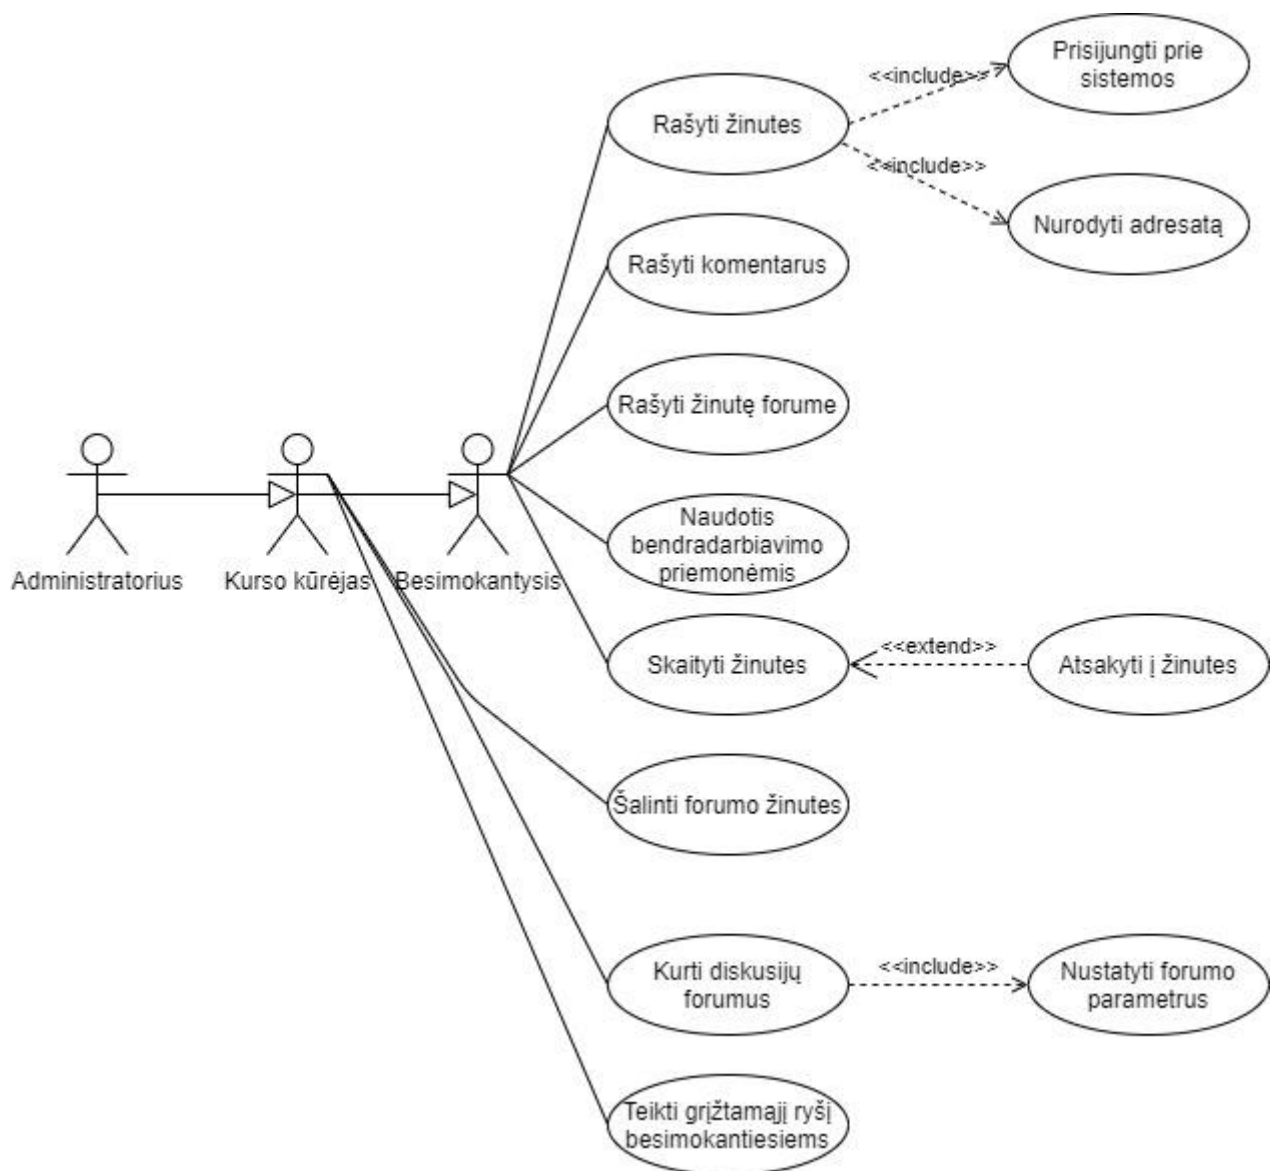 Prisijungti prie
sistemos
<<include>>
Rašyti žinutes
<<include>>
Nurodyti adresatą
Rašyti komentarus
Rašyti žinutę forume
Naudotis
bendradarbiavimo
priemonėmis
Administratorius
Kurso kūrėjas
Besimokantysis
Skaityti žinutes
<<extend>>
Atsakyti į žinutes
Šalinti forumo žinutes
Kurti diskusijų
forumus
<<include>>
Nustatyti forumo
parametrus
Teikti grįžtamąjį ryšį
besimokantiesiems